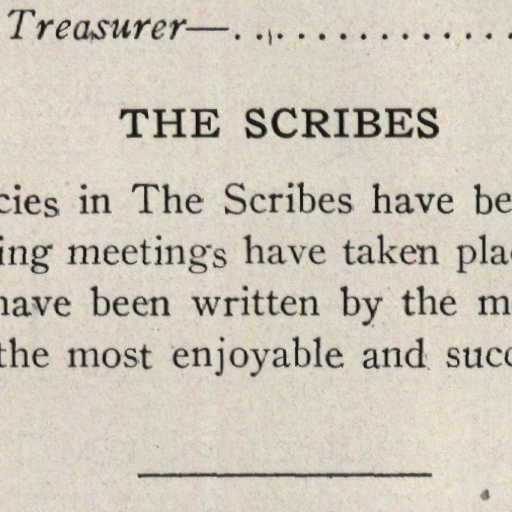 Treasurer—..............
THE SCRIBES
cies in The Scribes have be
ing meetings have taken pla
have been written by the m
the most enjoyable and succ